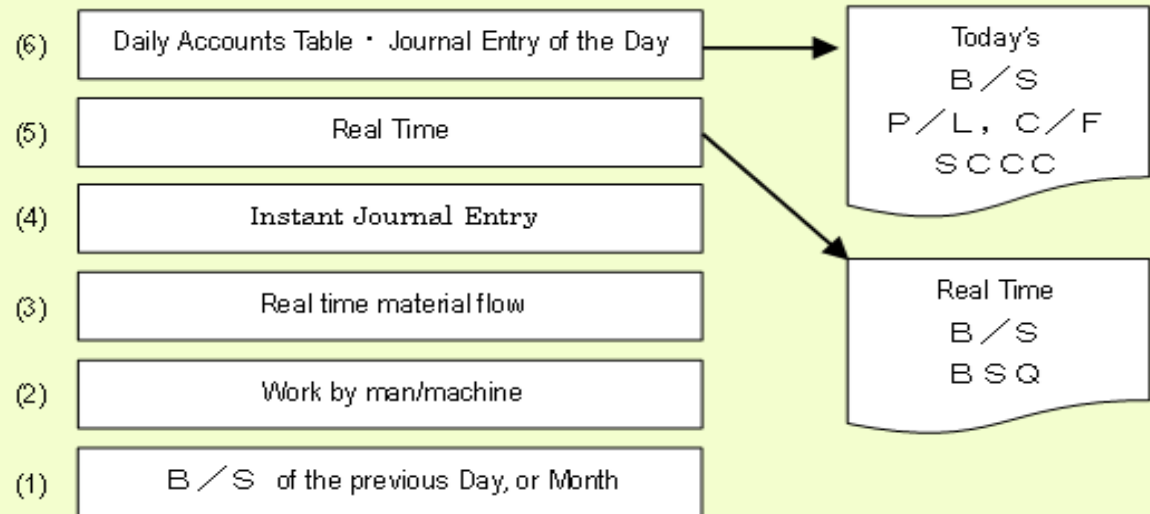 (6) Daily Accounts Table・Journal Entry of the Day
(5) Real Time
(4) Instant Journal Entry
(3) Real time material flow
(2) Work by man/machine
(1) B／S of the previous Day, or Month
Today's
B／S
P／L, C／F
SCCC
Real Time
B／S
BSQ